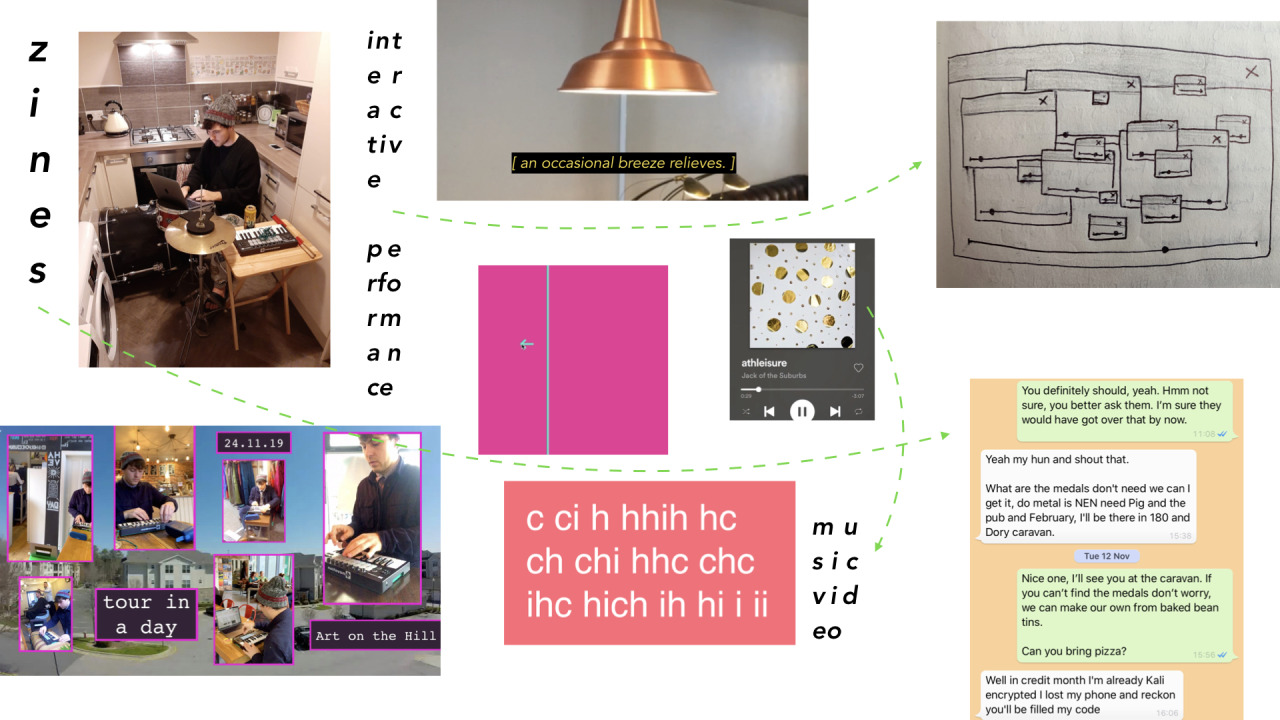 z
i
n
e
s
int
er
ac
tiv
e
pe
rfo
rm
an
ce
[ an occasional breeze relieves. ]
athleisure
Jack of the Suburbs
0:23
-3:07
24.11.19
tour in
a day
Art on the Hill
c ci h hhih hc
ch chi hhc chc
ihc hich ih hi i ii
mu
sic
vid
eo
You definitely should, yeah. Hmm not
sure, you better ask them. I'm sure they
would have got over that by now.
11:08
Yeah my hun and shout that.
What are the medals don't need we can I
get it, do metal is NEN need Pig and the
pub and February, I'll be there in 180 and
Dory caravan.
15:38
Tue 12 Nov
Nice one, I'll see you at the caravan. If
you can't find the medals don't worry,
we can make our own from baked bean
tins.
Can you bring pizza?
15:56
Well in credit month I'm already Kali
encrypted I lost my phone and reckon
you'll be filled my code
16:06